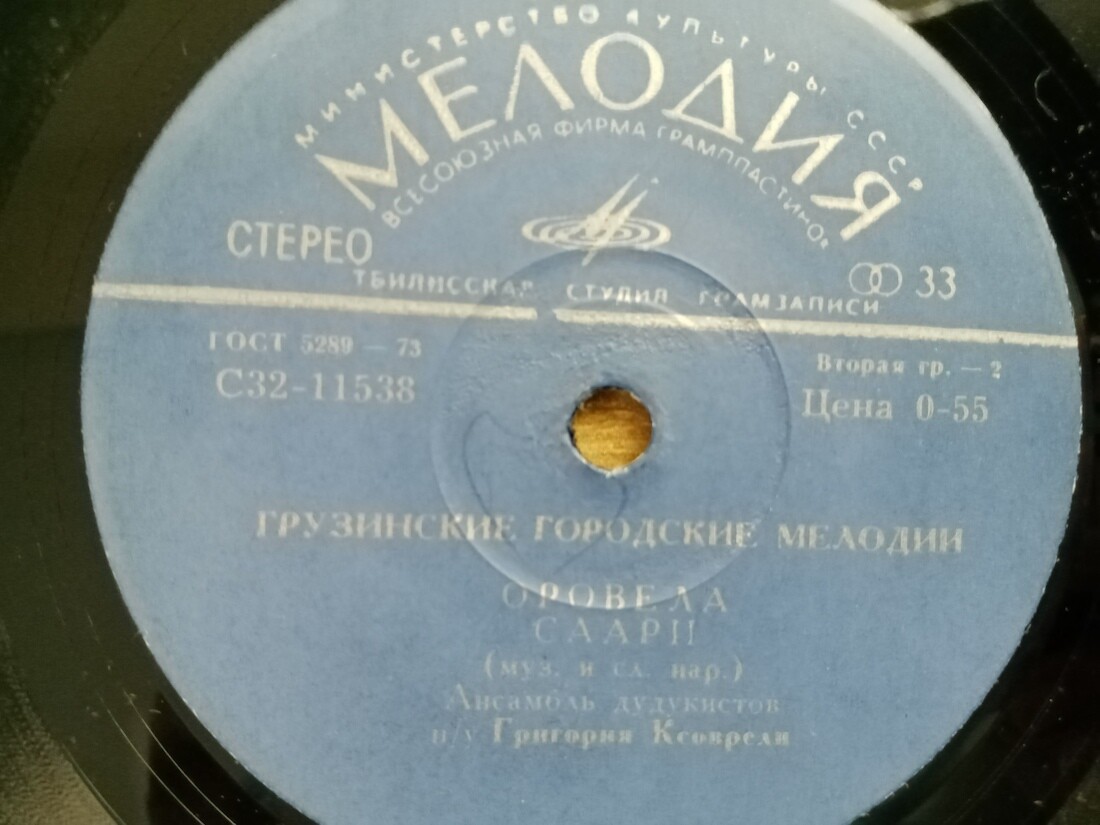 МИНИСТЕРСТВО КУЛЬТУРЫ СССР
МЕЛОДИЯ
ВСЕСОЮЗНАЯ ФИРМА ГРАМПЛАСТИНОК
СТЕРЕО
33
ТБИЛИССКАЯ СТУДИЯ ГРАМЗАПИСИ
ГОСТ 5289 — 73
С32-11538
Вторая гр. — 2
Цена 0-55
ГРУЗИНСКИЕ ГОРОДСКИЕ МЕЛОДИИ
ОРОВЕЛА
СААРИ
(муз. и сл. нар.)
Ансамбль дудукистов
п/у Григория Ксоврели